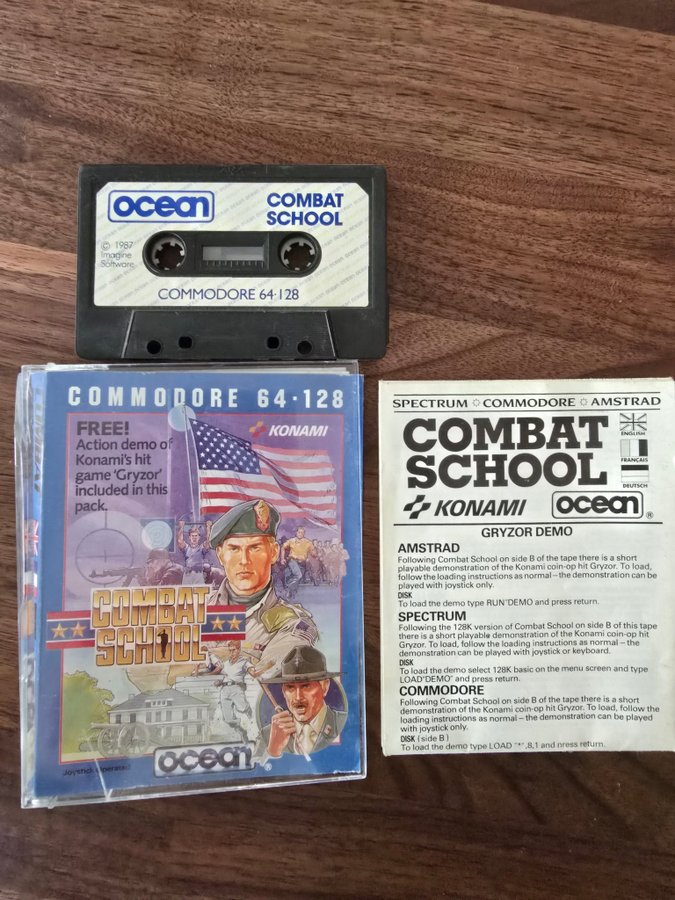 ocean
COMBAT
SCHOOL
© 1987
Imagine
Software
COMMODORE 64·128
COMMODORE 64·128
FREE!
Action demo of
Konami's hit
game 'Gryzor'
included in this
pack.
KONAMI
COMBAT
SCHOOL
ocean®
Joystick Operated
SPECTRUM COMMODORE AMSTRAD
COMBAT
SCHOOL
ENGLISH
FRANÇAIS
DEUTSCH
KONAMI ocean®
GRYZOR DEMO
AMSTRAD
Following Combat School on side B of the tape there is a short
playable demonstration of the Konami coin-op hit Gryzor. To load,
follow the loading instructions as normal – the demonstration can be
played with joystick only.
DISK
To load the demo type RUN"DEMO and press return.
SPECTRUM
Following the 128K version of Combat School on side B of this tape
there is a short playable demonstration of the Konami coin-op hit
Gryzor. To load, follow the loading instructions as normal – the
demonstration can be played with joystick or keyboard.
DISK
To load the demo select 128K basic on the menu screen and type
LOAD"DEMO" and press return.
COMMODORE
Following Combat School on side B of the tape there is a short
demonstration of the Konami coin-op hit Gryzor. To load, follow the
loading instructions as normal – the demonstration can be played
with joystick only.
DISK (side B)
To load the demo type LOAD "*",8,1 and press return.